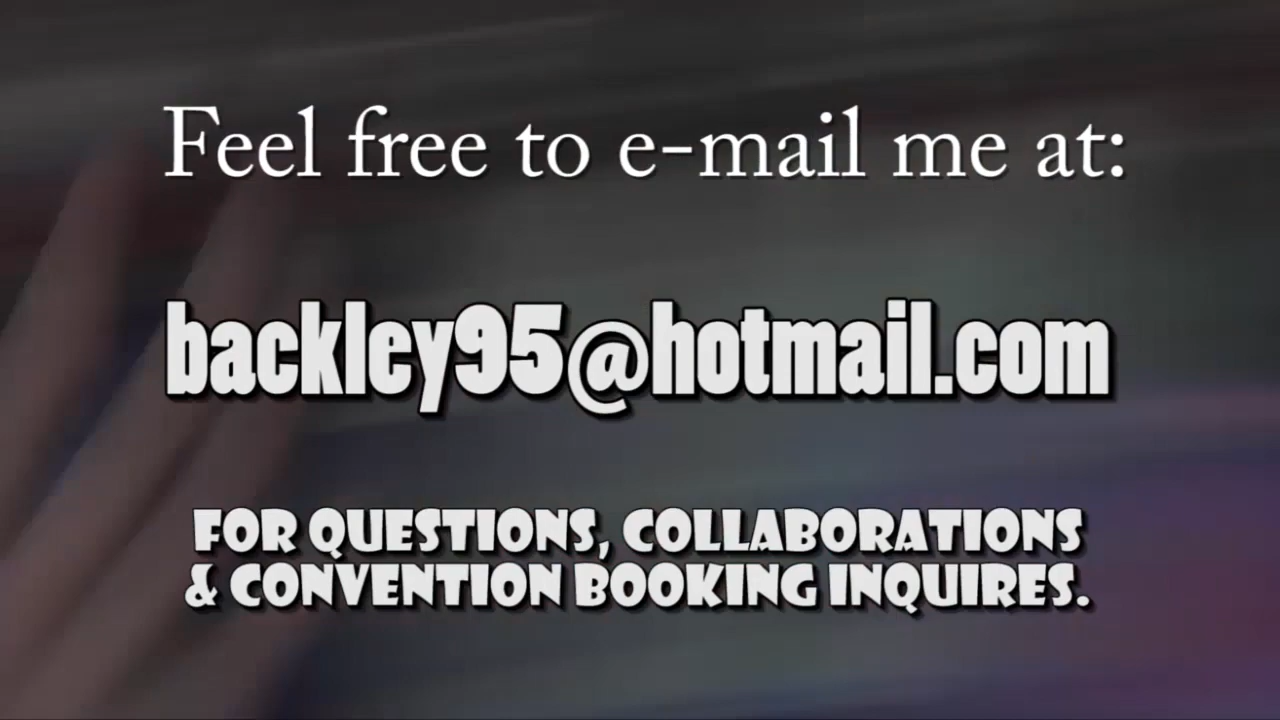 Feel free to e-mail me at:
backley95@hotmail.com
FOR QUESTIONS, COLLABORATIONS
& CONVENTION BOOKING INQUIRES.